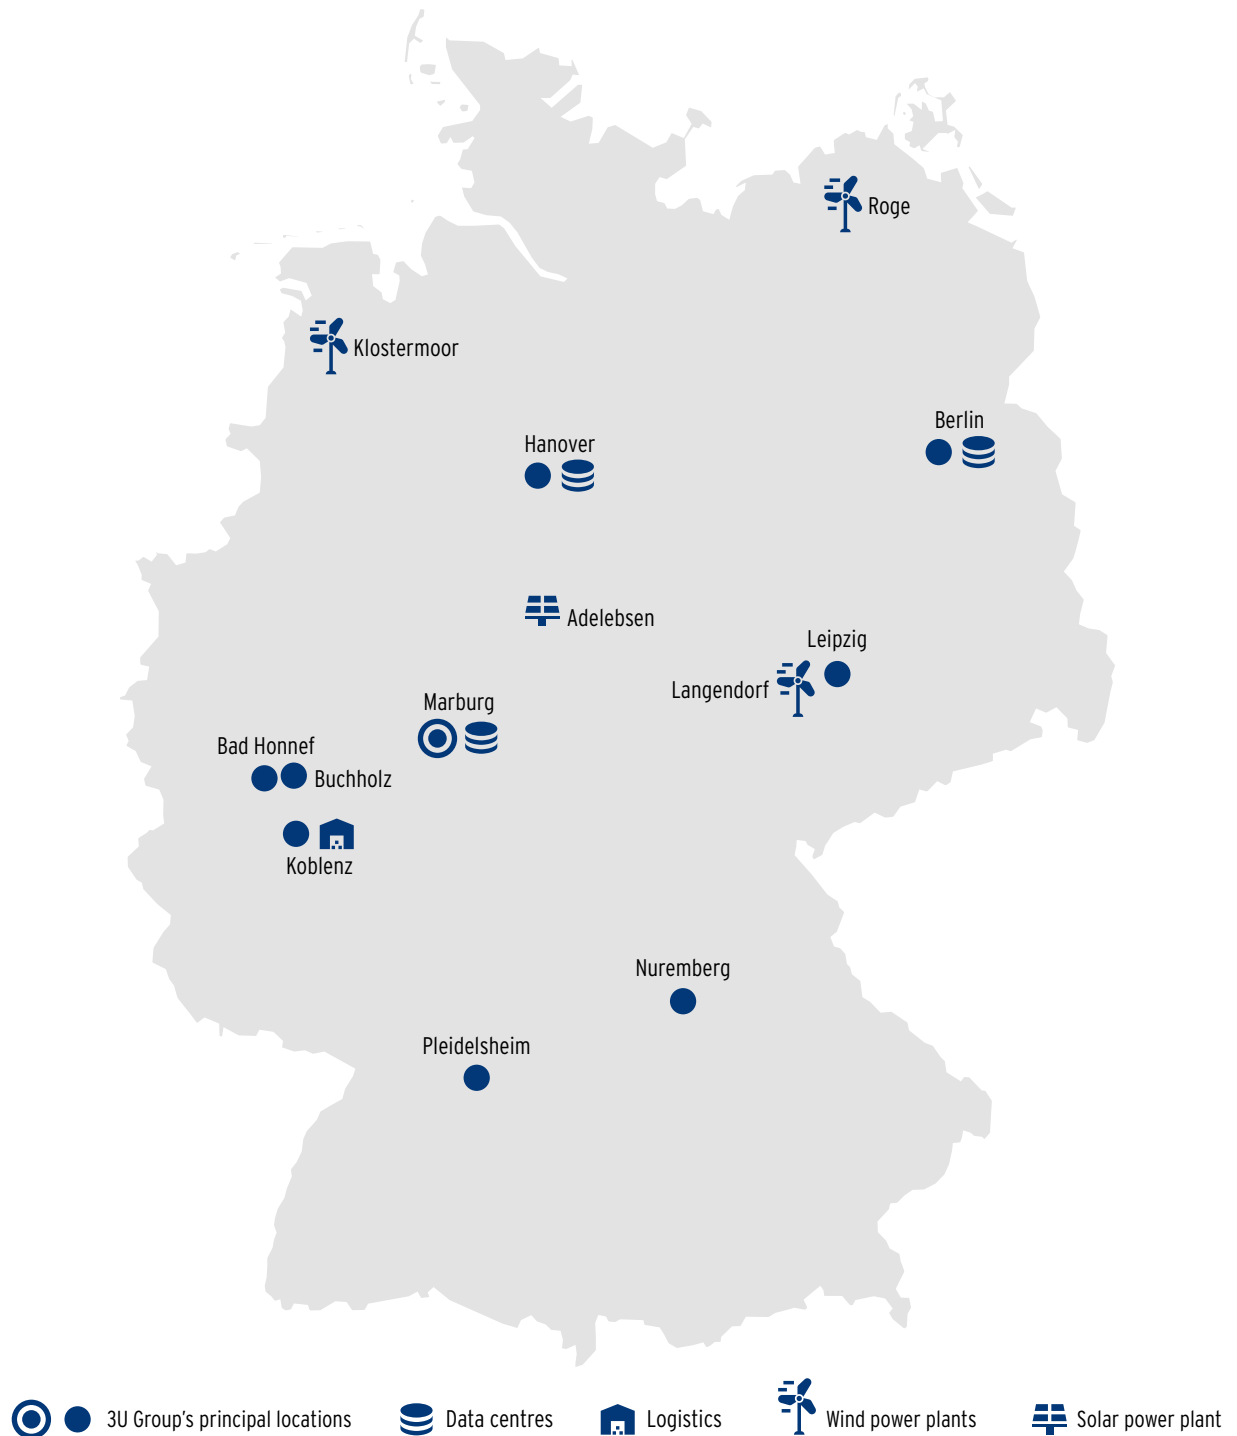 Roge
Klostermoor
Berlin
Hanover
Adelebsen
Leipzig
Langendorf
Marburg
Bad Honnef
Buchholz
Koblenz
Nuremberg
Pleidelsheim
3U Group's principal locations
Data centres
Logistics
Wind power plants
Solar power plant